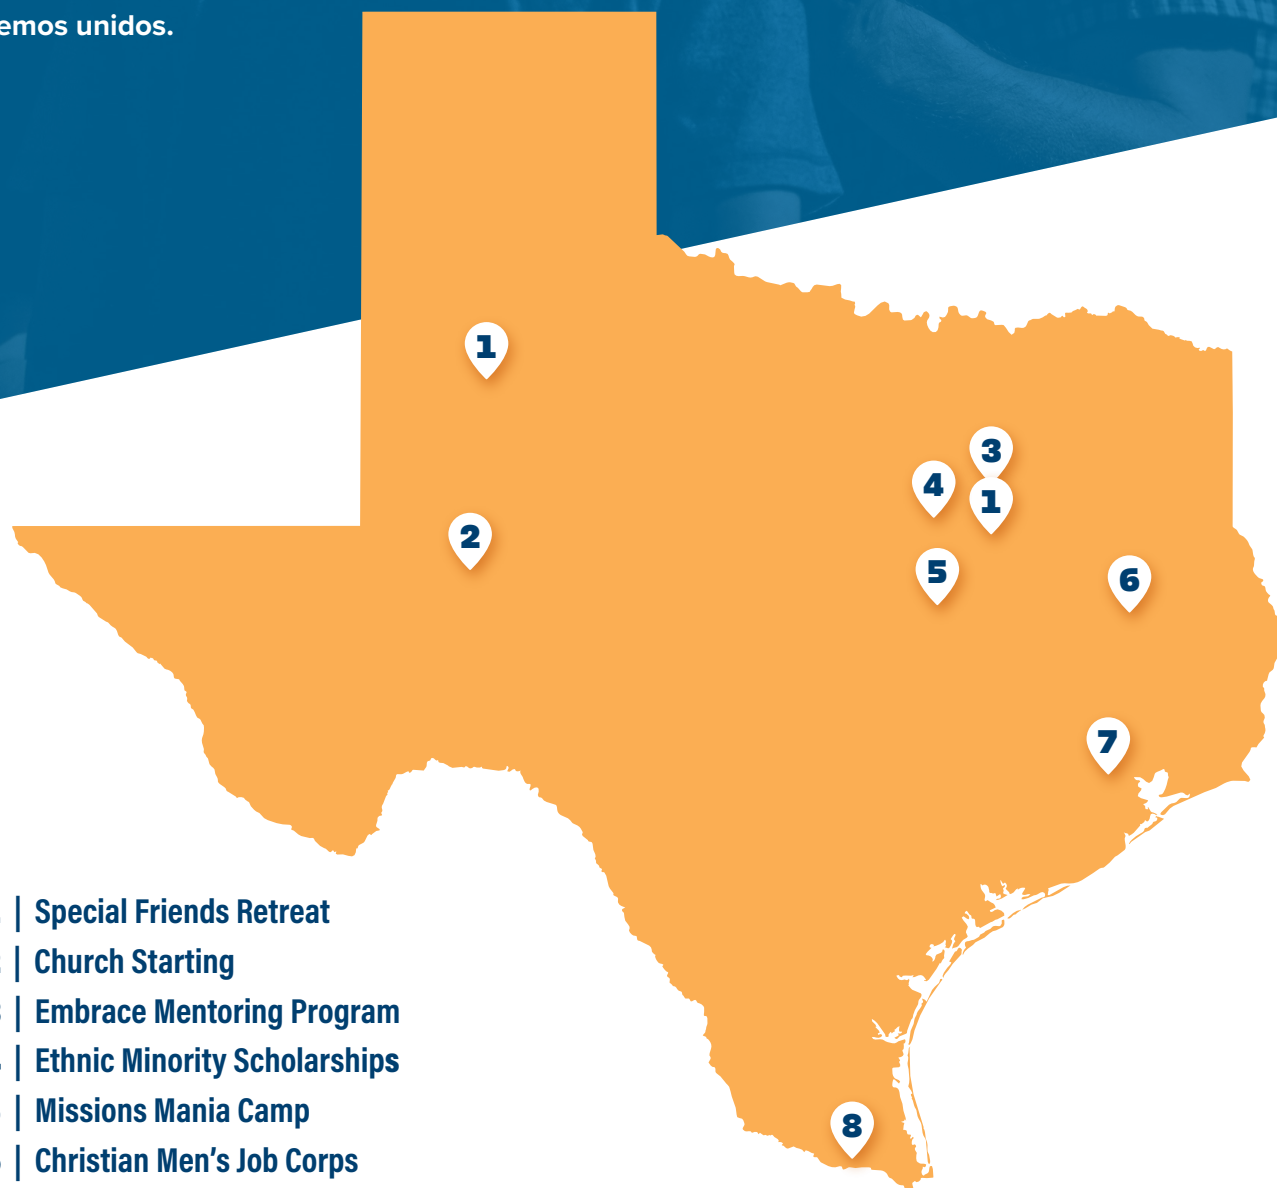 emos unidos.
1
3
4
1
2
5
6
7
8
| Special Friends Retreat
| Church Starting
| Embrace Mentoring Program
| Ethnic Minority Scholarships
| Missions Mania Camp
| Christian Men's Job Corps